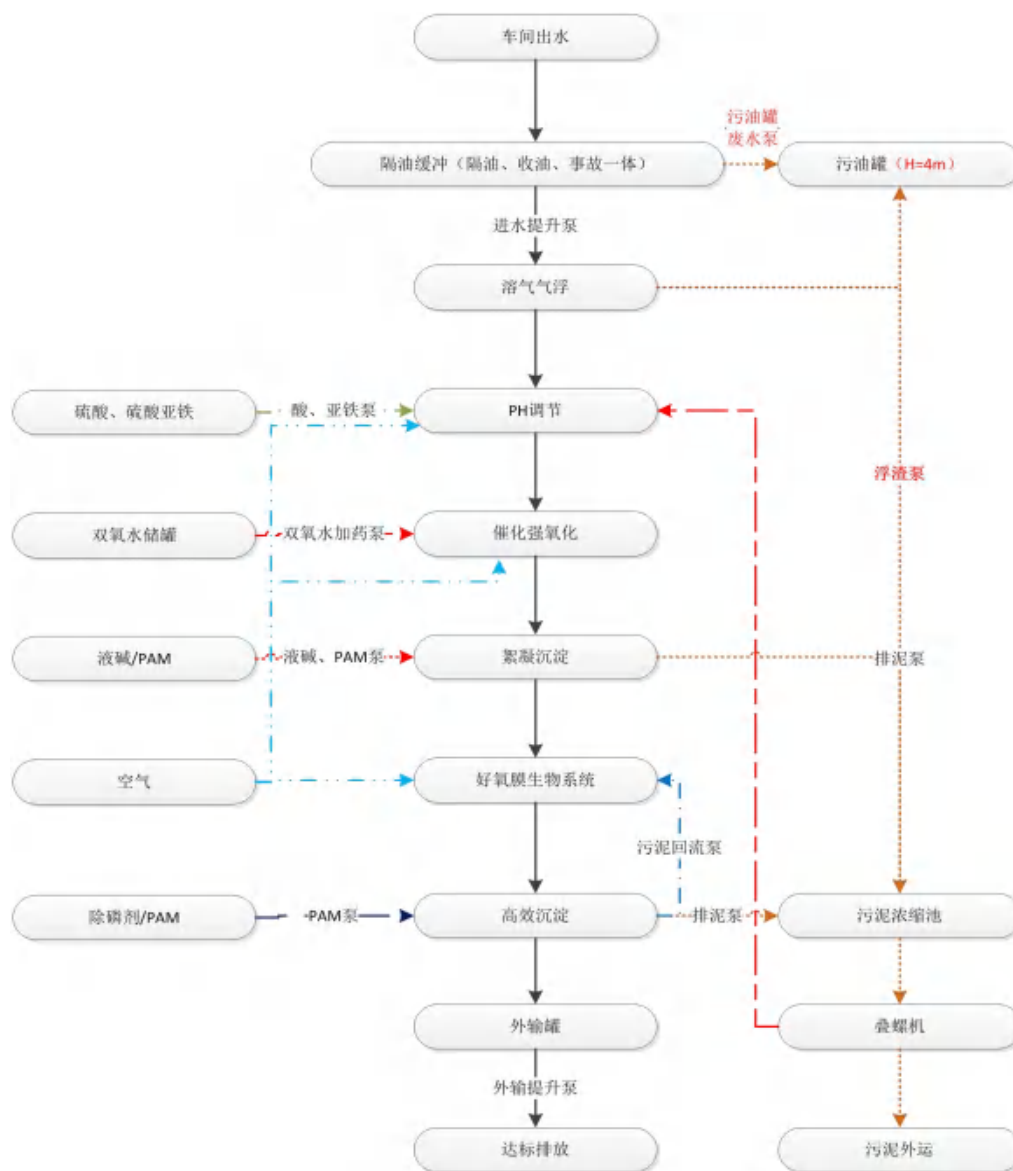 车间出水
污油罐
废水泵
隔油缓冲（隔油、收油、事故一体）
污油罐（H=4m）
进水提升泵
溶气气浮
硫酸、硫酸亚铁
酸、亚铁泵
PH调节
浮渣泵
双氧水储罐
双氧水加药泵
催化强氧化
液碱/PAM
液碱、PAM泵
絮凝沉淀
排泥泵
空气
好氧膜生物系统
污泥回流泵
除磷剂/PAM
PAM泵
高效沉淀
排泥泵
污泥浓缩池
外输罐
叠螺机
外输提升泵
达标排放
污泥外运